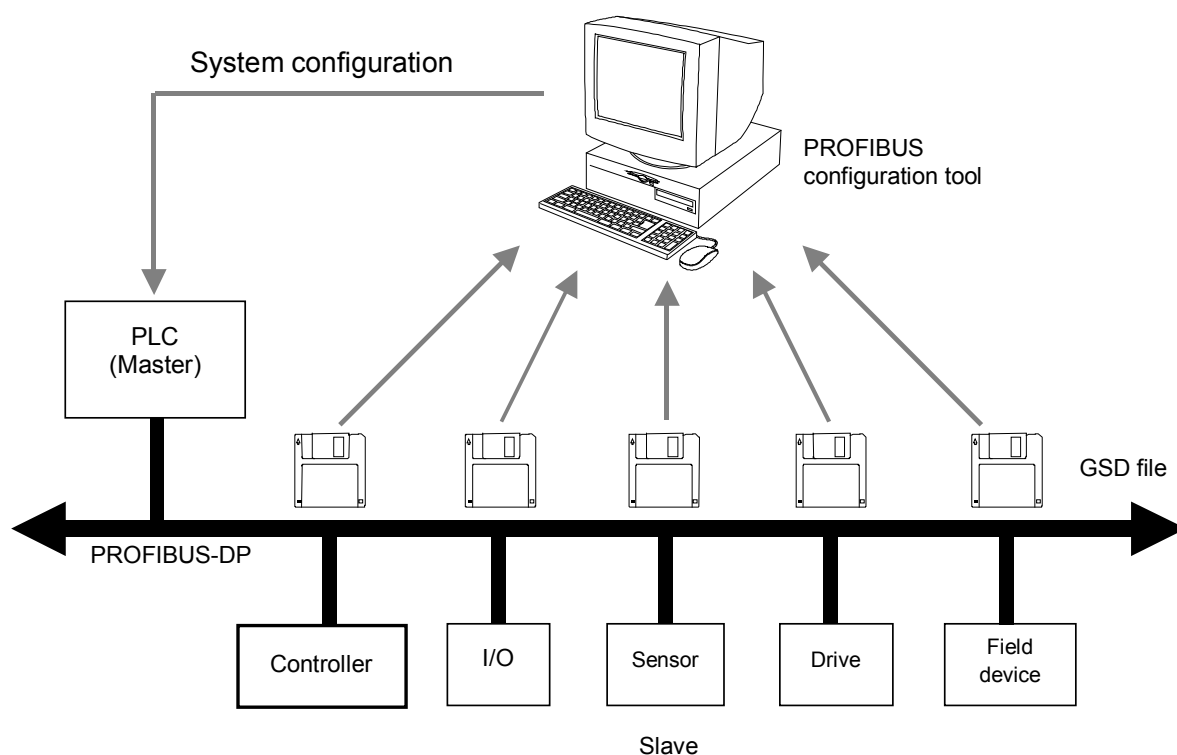 System configuration
PROFIBUS
configuration tool
PLC
(Master)
GSD file
PROFIBUS-DP
Controller
I/O
Sensor
Drive
Field
device
Slave